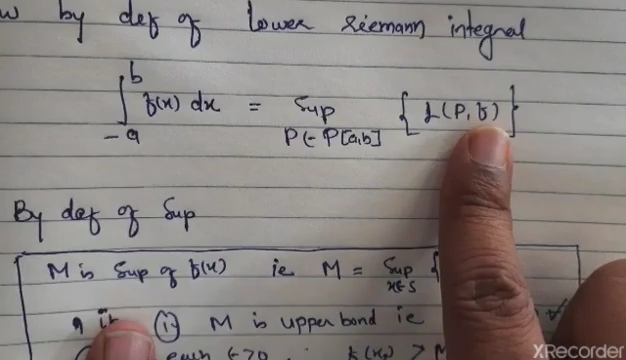 w by def of lower Riemann integral
∫_a^b f(x) dx = Sup P∈P[a,b] { L(P, f) }
By def of Sup
M is Sup of f(x) ie M = Sup x∈S {
(i) M is upper bond ie
each ε>0
XRecorder